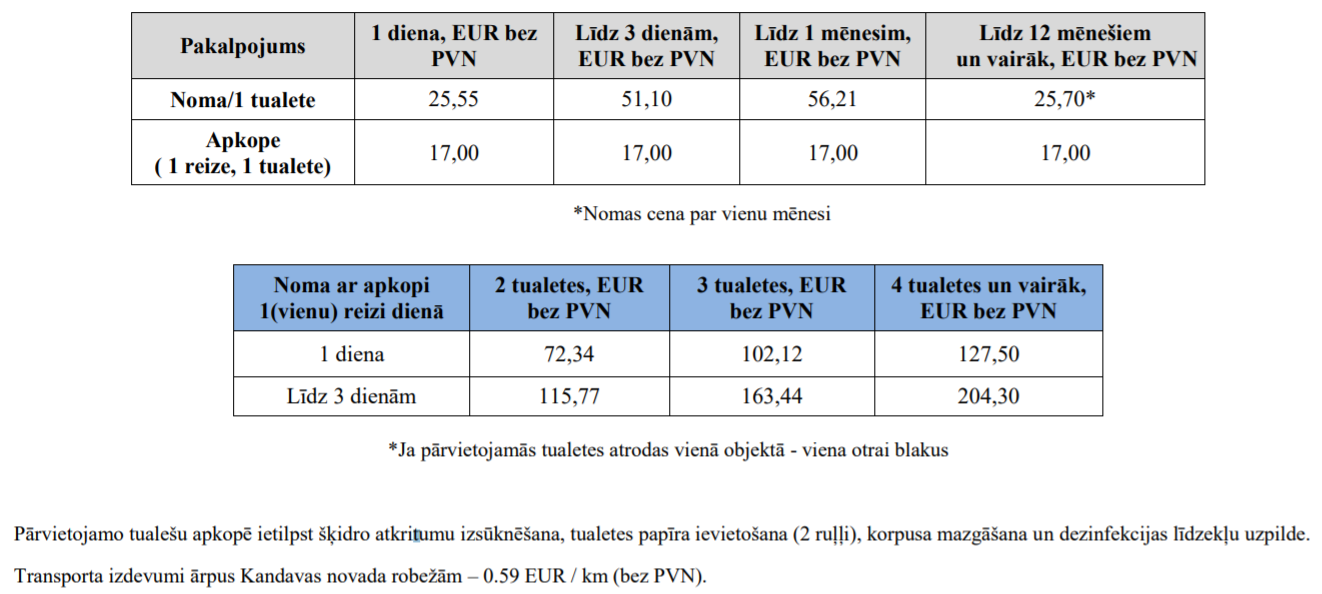 Pakalpojums 1 diena, EUR bez PVN Līdz 3 dienām, EUR bez PVN Līdz 1 mēnesim, EUR bez PVN Līdz 12 mēnešiem un vairāk, EUR bez PVN
Noma/1 tualete 25,55 51,10 56,21 25,70*
Apkope ( 1 reize, 1 tualete) 17,00 17,00 17,00 17,00
*Nomas cena par vienu mēnesi
Noma ar apkopi 1(vienu) reizi dienā 2 tualetes, EUR bez PVN 3 tualetes, EUR bez PVN 4 tualetes un vairāk, EUR bez PVN
1 diena 72,34 102,12 127,50
Līdz 3 dienām 115,77 163,44 204,30
*Ja pārvietojamās tualetes atrodas vienā objektā - viena otrai blakus
Pārvietojamo tualešu apkopē ietilpst šķidro atkritumu izsūknēšana, tualetes papīra ievietošana (2 ruļļi), korpusa mazgāšana un dezinfekcijas līdzekļu uzpilde.
Transporta izdevumi ārpus Kandavas novada robežām – 0.59 EUR / km (bez PVN).